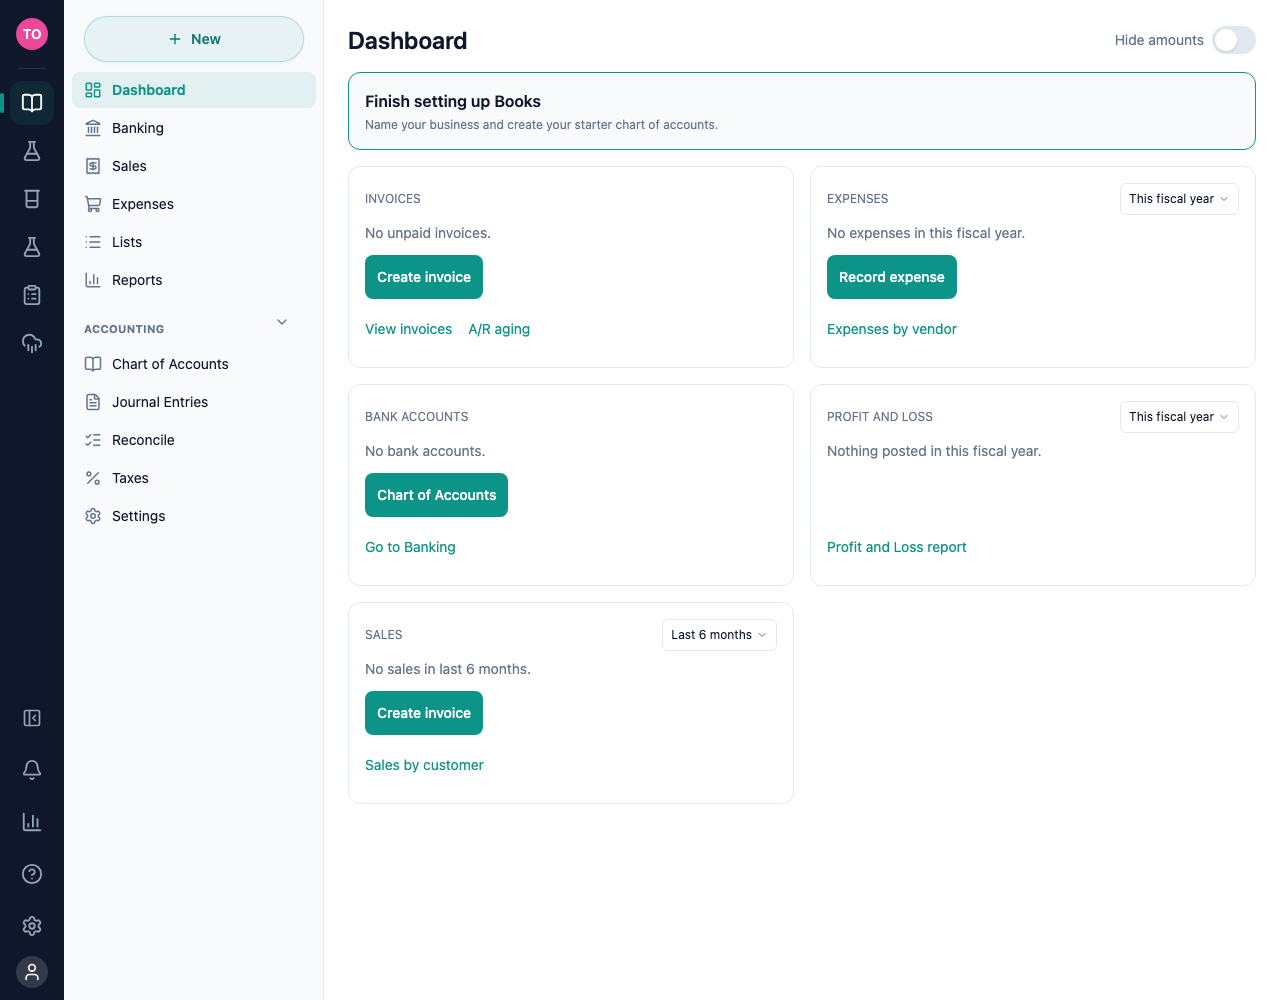 TO
New
Dashboard
Banking
Sales
Expenses
Lists
Reports
ACCOUNTING
Chart of Accounts
Journal Entries
Reconcile
Taxes
Settings
Dashboard
Hide amounts
Finish setting up Books
Name your business and create your starter chart of accounts.
INVOICES
No unpaid invoices.
Create invoice
View invoices A/R aging
EXPENSES
This fiscal year
No expenses in this fiscal year.
Record expense
Expenses by vendor
BANK ACCOUNTS
No bank accounts.
Chart of Accounts
Go to Banking
PROFIT AND LOSS
This fiscal year
Nothing posted in this fiscal year.
Profit and Loss report
SALES
Last 6 months
No sales in last 6 months.
Create invoice
Sales by customer